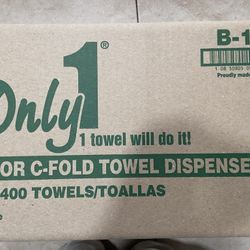 B-1
Proudly made
Only1®
1 towel will do it!
OR C-FOLD TOWEL DISPENSE
400 TOWELS/TOALLAS